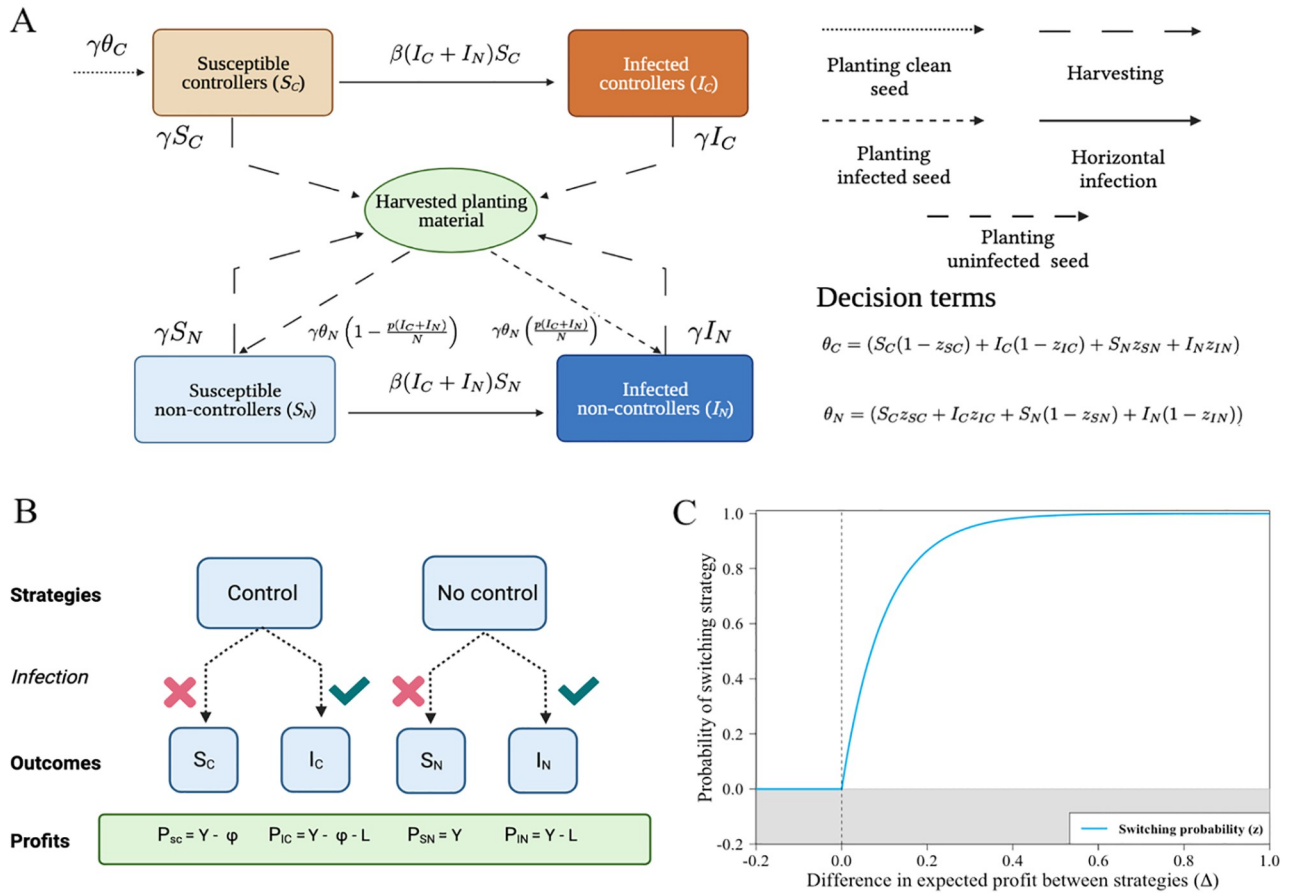 A
γθ_C
Susceptible
controllers (S_C)
β(I_C + I_N)S_C
Infected
controllers (I_C)
γS_C
γI_C
Harvested planting
material
γS_N
γθ_N (1 − p(I_C+I_N)/N)
γθ_N (p(I_C+I_N)/N)
γI_N
Susceptible
non-controllers (S_N)
β(I_C + I_N)S_N
Infected
non-controllers (I_N)
Planting clean
seed
Harvesting
Planting
infected seed
Horizontal
infection
Planting
uninfected seed
Decision terms
θ_C = (S_C(1 − z_SC) + I_C(1 − z_IC) + S_N z_SN + I_N z_IN)
θ_N = (S_C z_SC + I_C z_IC + S_N(1 − z_SN) + I_N(1 − z_IN))
B
Strategies
Control
No control
Infection
Outcomes
S_C
I_C
S_N
I_N
Profits
P_sc = Y - φ
P_IC = Y - φ - L
P_SN = Y
P_IN = Y - L
C
Probability of switching strategy
1.0
0.8
0.6
0.4
0.2
0.0
-0.2
Switching probability (z)
-0.2
0.0
0.2
0.4
0.6
0.8
1.0
Difference in expected profit between strategies (Δ)